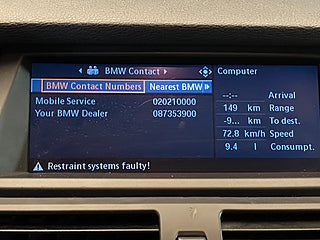 BMW Contact
Computer
BMW Contact Numbers Nearest BMW
Mobile Service 020210000
Your BMW Dealer 087353900
--:-- Arrival
149 km Range
-9... km To dest.
72.8 km/h Speed
9.4 l Consumpt.
Restraint systems faulty!